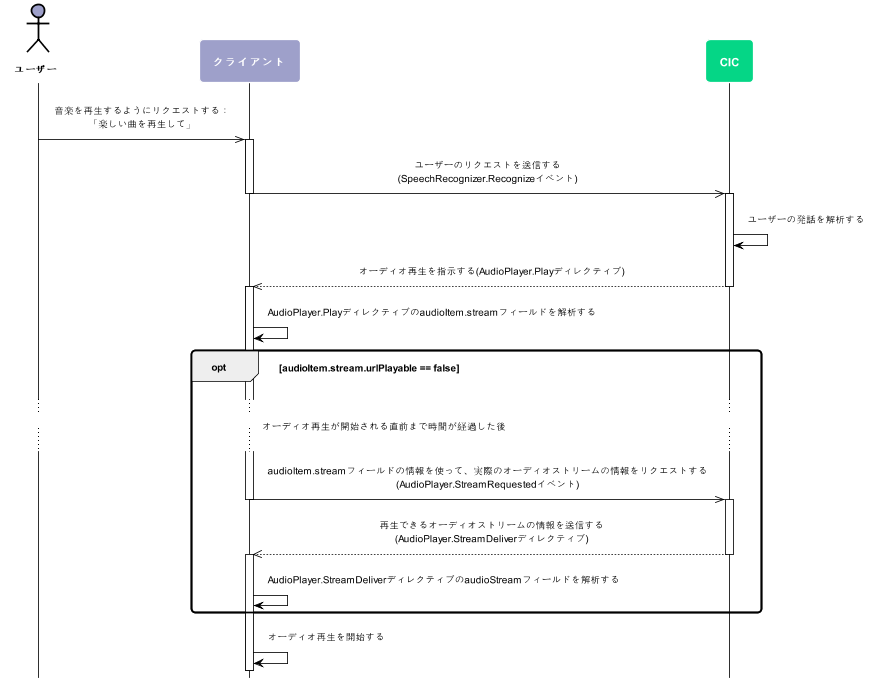 ユーザー
クライアント
CIC
音楽を再生するようにリクエストする：
「楽しい曲を再生して」
ユーザーのリクエストを送信する
(SpeechRecognizer.Recognizeイベント)
ユーザーの発話を解析する
オーディオ再生を指示する(AudioPlayer.Playディレクティブ)
AudioPlayer.PlayディレクティブのaudioItem.streamフィールドを解析する
opt
[audioItem.stream.urlPlayable == false]
オーディオ再生が開始される直前まで時間が経過した後
audioItem.streamフィールドの情報を使って、実際のオーディオストリームの情報をリクエストする
(AudioPlayer.StreamRequestedイベント)
再生できるオーディオストリームの情報を送信する
(AudioPlayer.StreamDeliverディレクティブ)
AudioPlayer.StreamDeliverディレクティブのaudioStreamフィールドを解析する
オーディオ再生を開始する